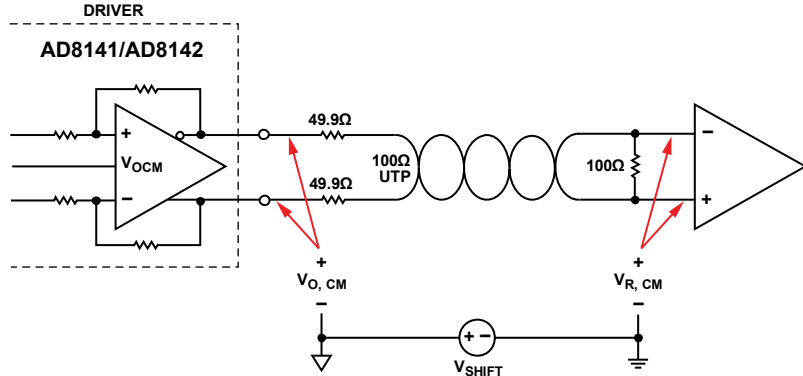 DRIVER
AD8141/AD8142
+
VOCM
−
49.9Ω
49.9Ω
100Ω
UTP
100Ω
−
+
+
VO, CM
−
+
VR, CM
−
+ −
VSHIFT